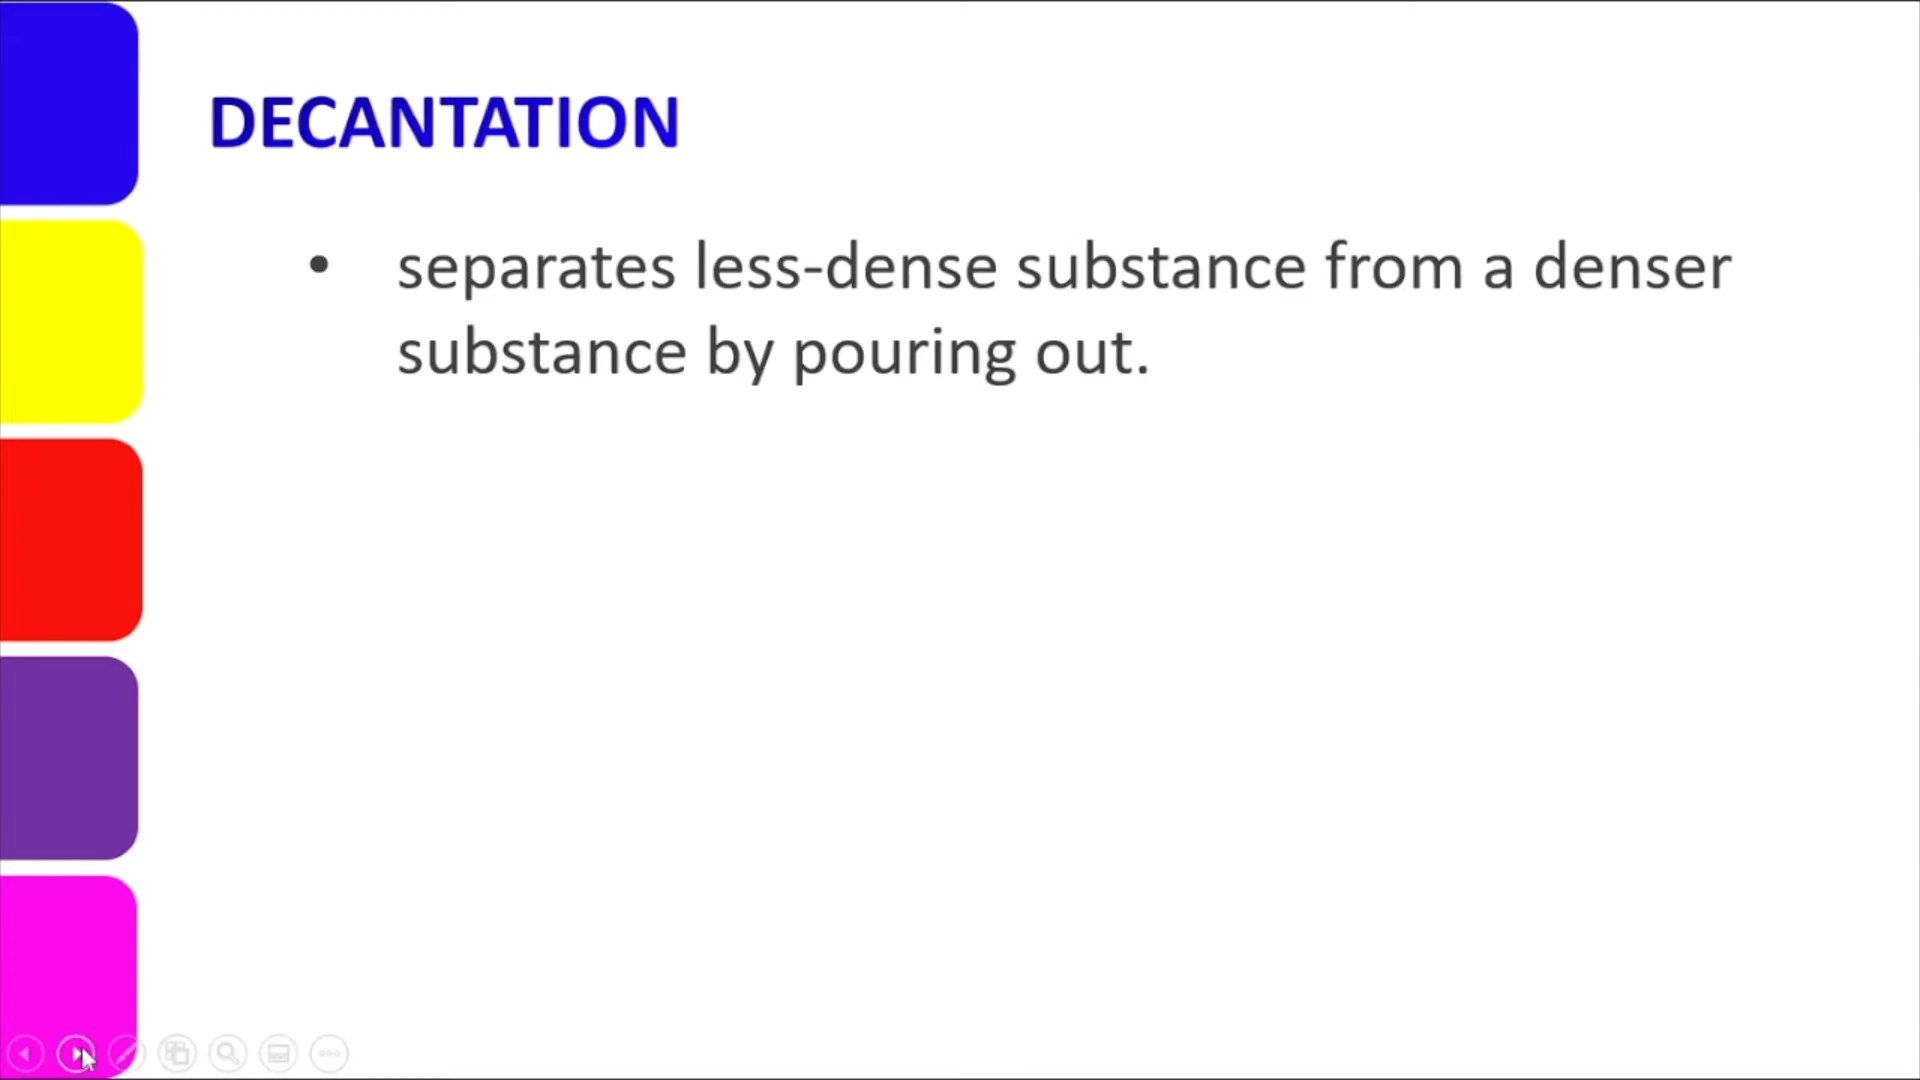 DECANTATION
• separates less-dense substance from a denser
substance by pouring out.